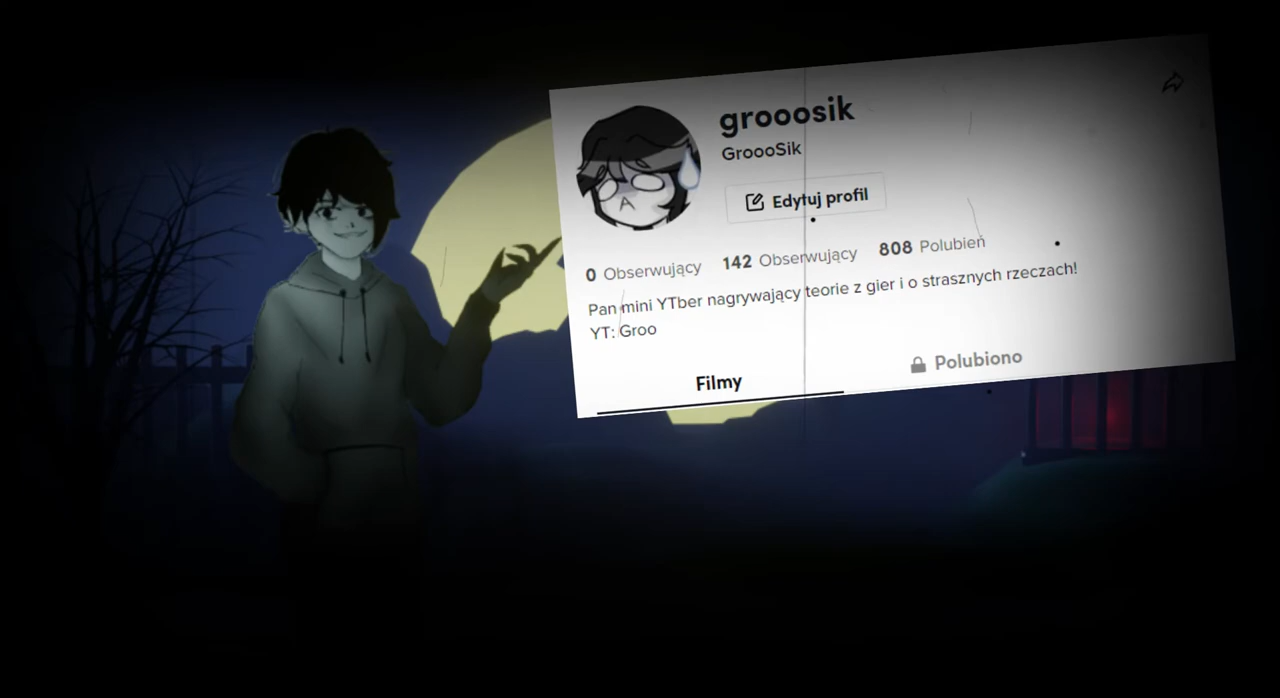 grooosik
GroooSik
Edytuj profil
0 Obserwujący 142 Obserwujący 808 Polubień
Pan mini YTber nagrywający teorie z gier i o strasznych rzeczach!
YT: Groo
Filmy Polubiono